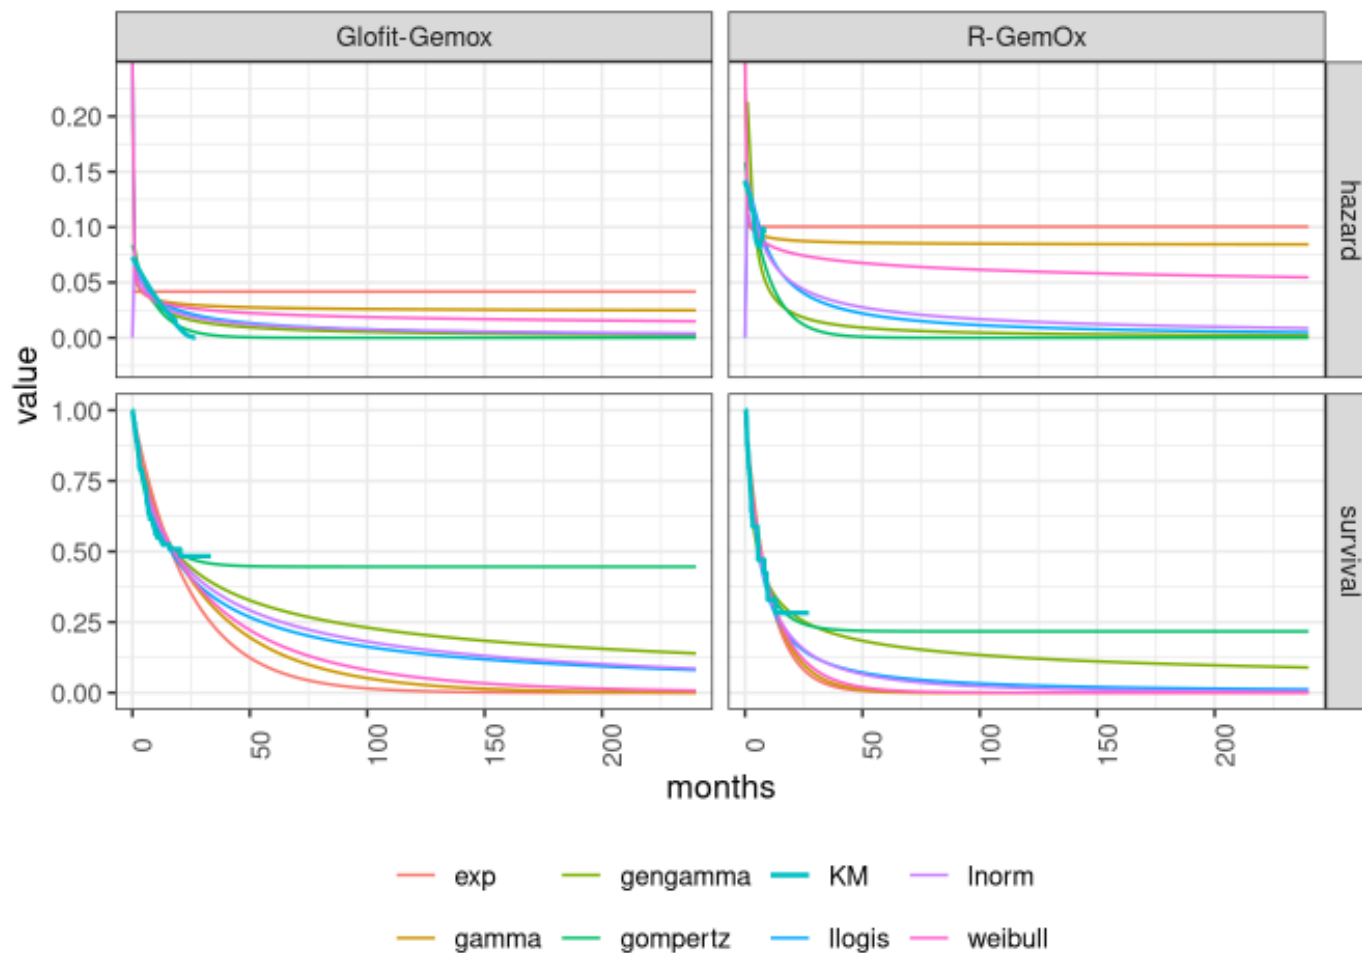 Glofit-Gemox R-GemOx
0.20
0.15
0.10
0.05
0.00
hazard
value
1.00
0.75
0.50
0.25
0.00
survival
0 50 100 150 200 0 50 100 150 200
months
exp gengamma KM lnorm
gamma gompertz llogis weibull